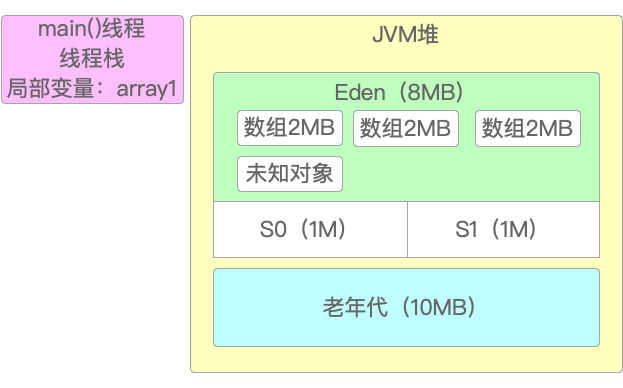 main()线程
线程栈
局部变量：array1
JVM堆
Eden（8MB）
数组2MB 数组2MB 数组2MB
未知对象
S0（1M） S1（1M）
老年代（10MB）